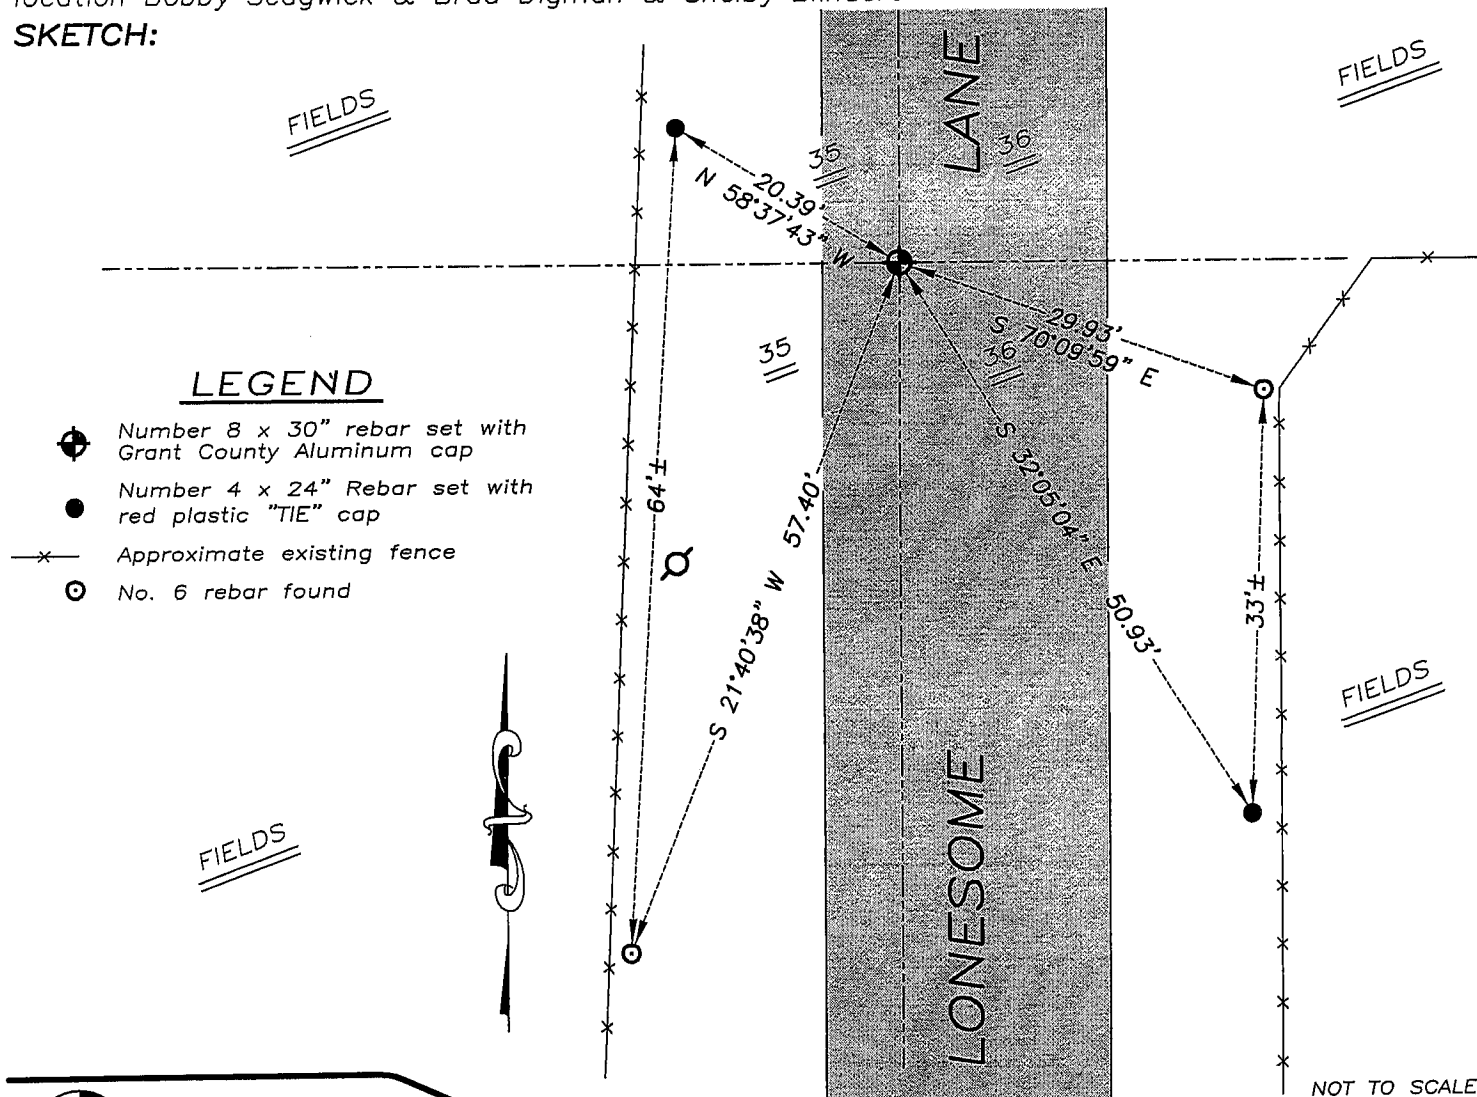 SKETCH:
FIELDS
FIELDS
LANE
35
36
20.39'
N 58°37'43" W
29.93'
S 70°09'59" E
35
36
LEGEND
Number 8 x 30" rebar set with
Grant County Aluminum cap
Number 4 x 24" Rebar set with
red plastic "TIE" cap
Approximate existing fence
No. 6 rebar found
64'±
S 21°40'38" W 57.40'
S 32°05'04" E 50.93'
33'±
FIELDS
FIELDS
LONESOME
NOT TO SCALE